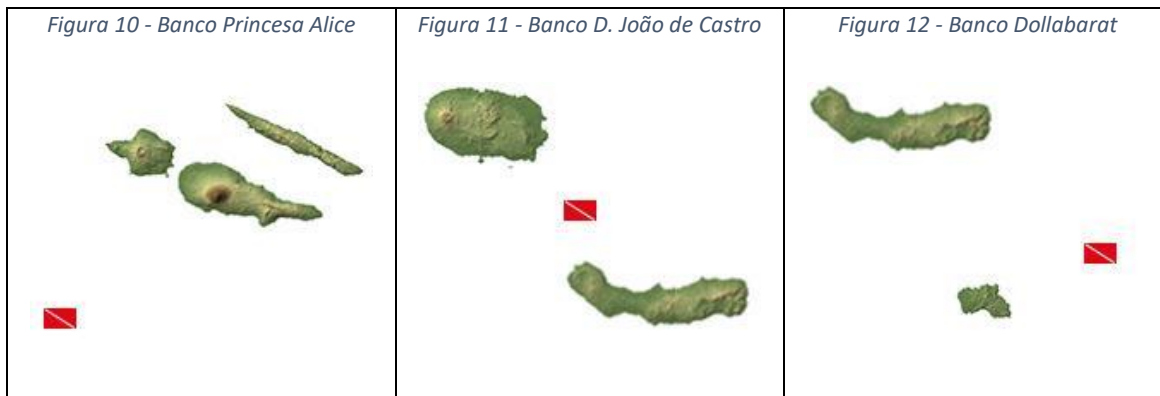 Figura 10 - Banco Princesa Alice
Figura 11 - Banco D. João de Castro
Figura 12 - Banco Dollabarat